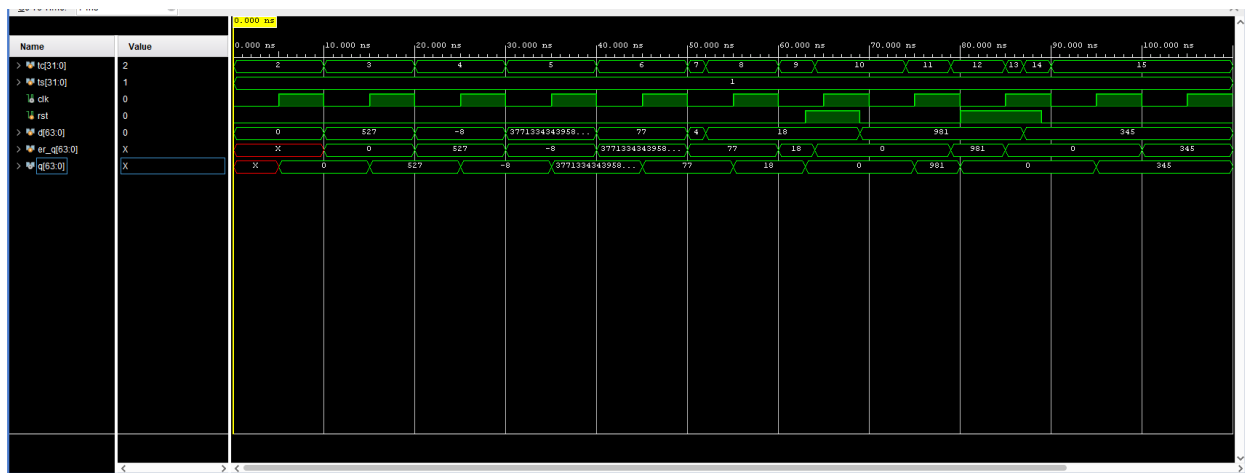 0.000 ns
Name Value 0.000 ns 10.000 ns 20.000 ns 30.000 ns 40.000 ns 50.000 ns 60.000 ns 70.000 ns 80.000 ns 90.000 ns 100.000 ns
> tc[31:0] 2 2 3 4 5 6 7 8 9 10 11 12 13 14 15
> ts[31:0] 1 1
clk 0
rst 0
> d[63:0] 0 0 527 -8 3771334343958... 77 4 18 981 345
> er_q[63:0] X X 0 527 -8 3771334343958... 77 18 0 981 0 345
> q[63:0] X X 0 527 -8 3771334343958... 77 18 0 981 0 345